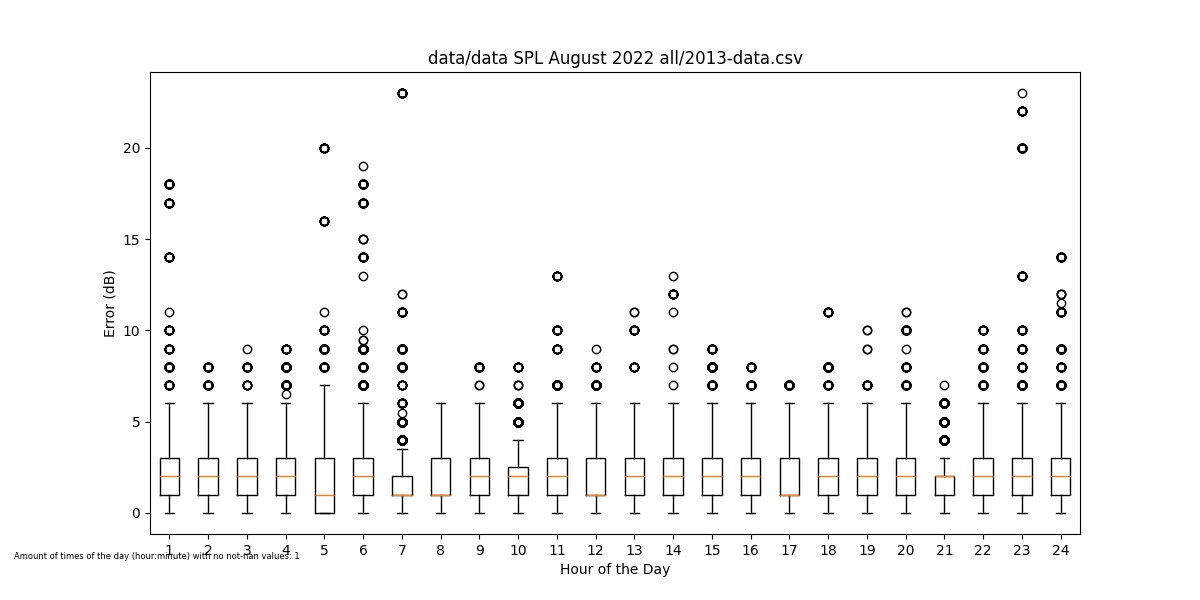 data/data SPL August 2022 all/2013-data.csv
20
15
10
5
0
Error (dB)
1 2 3 4 5 6 7 8 9 10 11 12 13 14 15 16 17 18 19 20 21 22 23 24
Amount of times of the day (hour:minute) with no not-nan values: 1
Hour of the Day